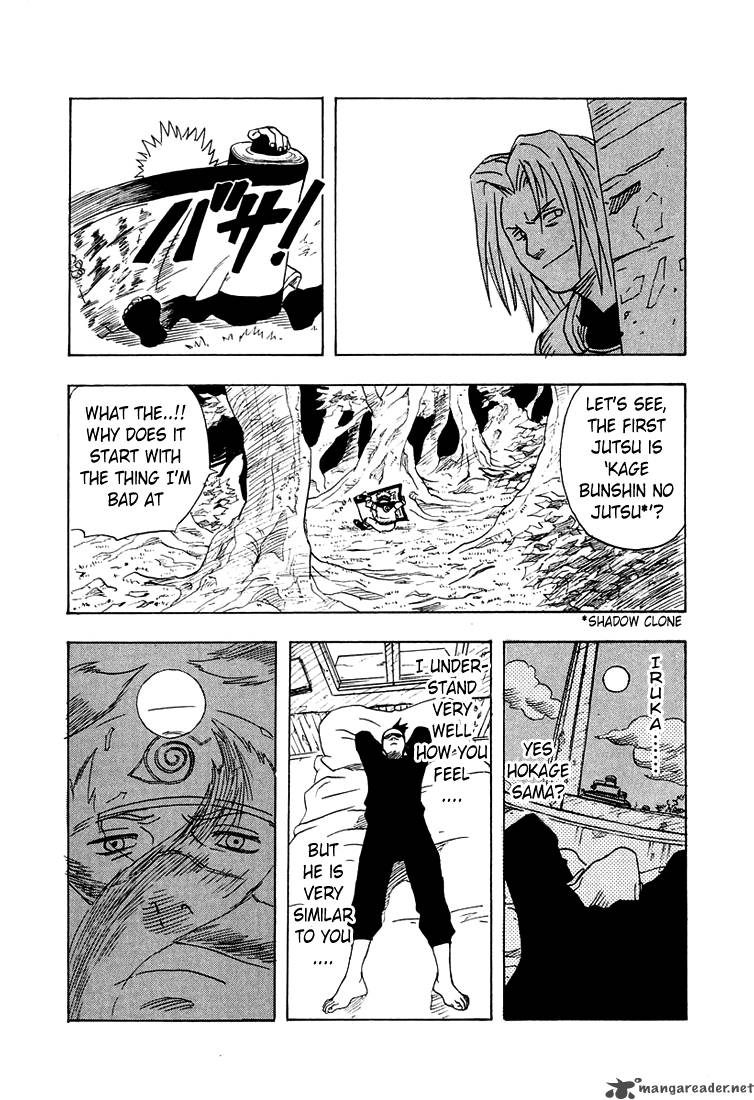 バサ!
LET'S SEE,
THE FIRST
JUTSU IS
'KAGE
BUNSHIN NO
JUTSU*'?
WHAT THE..!!
WHY DOES IT
START WITH
THE THING I'M
BAD AT
*SHADOW CLONE
IRUKA......
YES
HOKAGE
SAMA?
I UNDER-
STAND
VERY
WELL
HOW YOU
FEEL
....
BUT
HE IS
VERY
SIMILAR
TO YOU
....
mangareader.net